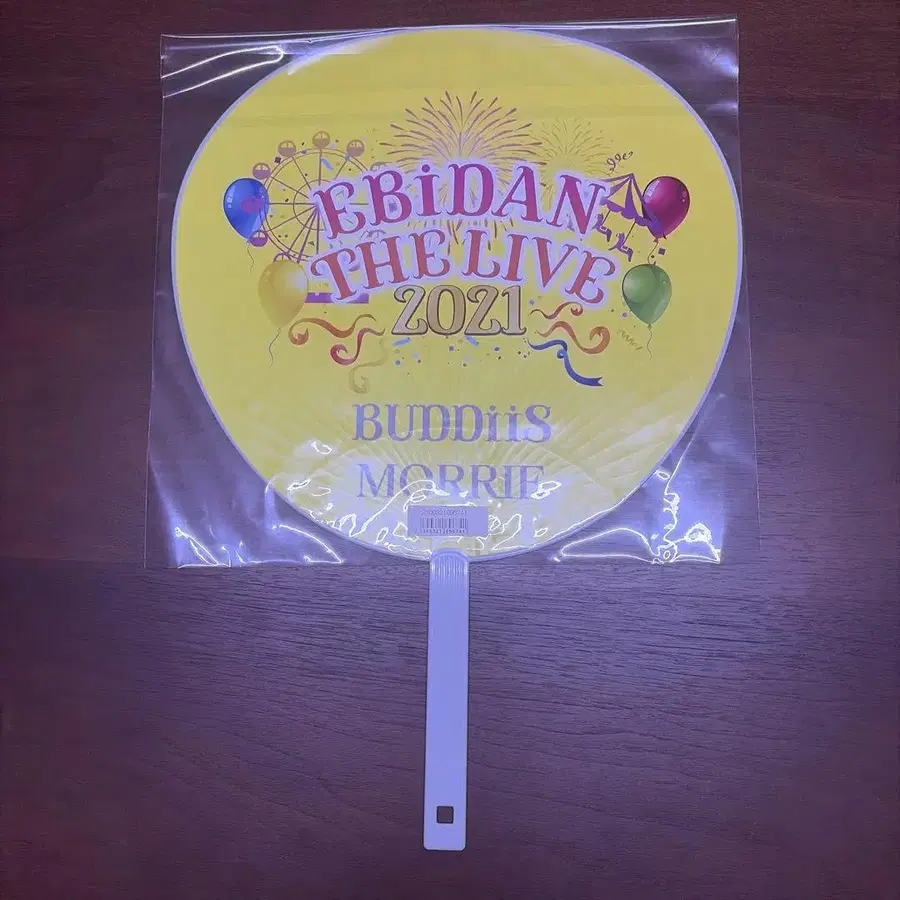 EBiDAN
THE LIVE
2021
BUDDiiS
MORRIE